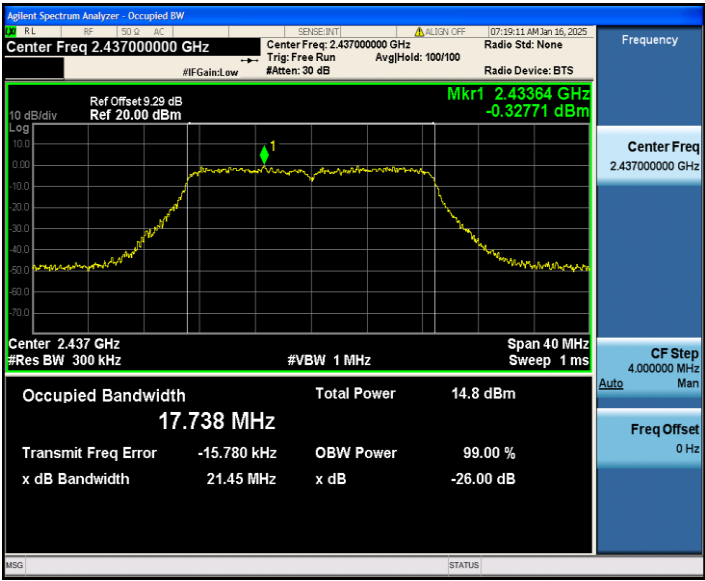 Agilent Spectrum Analyzer - Occupied BW
RL RF 50 Ω AC SENSE:INT ALIGN OFF 07:19:11 AM Jan 16, 2025
Center Freq 2.437000000 GHz
Center Freq: 2.437000000 GHz
Radio Std: None
Trig: Free Run Avg|Hold: 100/100
#IFGain:Low
#Atten: 30 dB
Radio Device: BTS
Mkr1 2.43364 GHz
-0.32771 dBm
Ref Offset 9.29 dB
10 dB/div Ref 20.00 dBm
Log
10.0
0.00
-10.0
-20.0
-30.0
-40.0
-50.0
-60.0
-70.0
1
Center 2.437 GHz Span 40 MHz
#Res BW 300 kHz #VBW 1 MHz Sweep 1 ms
Occupied Bandwidth Total Power 14.8 dBm
17.738 MHz
Transmit Freq Error -15.780 kHz OBW Power 99.00 %
x dB Bandwidth 21.45 MHz x dB -26.00 dB
MSG STATUS
Frequency
Center Freq
2.437000000 GHz
CF Step
4.000000 MHz
Auto Man
Freq Offset
0 Hz